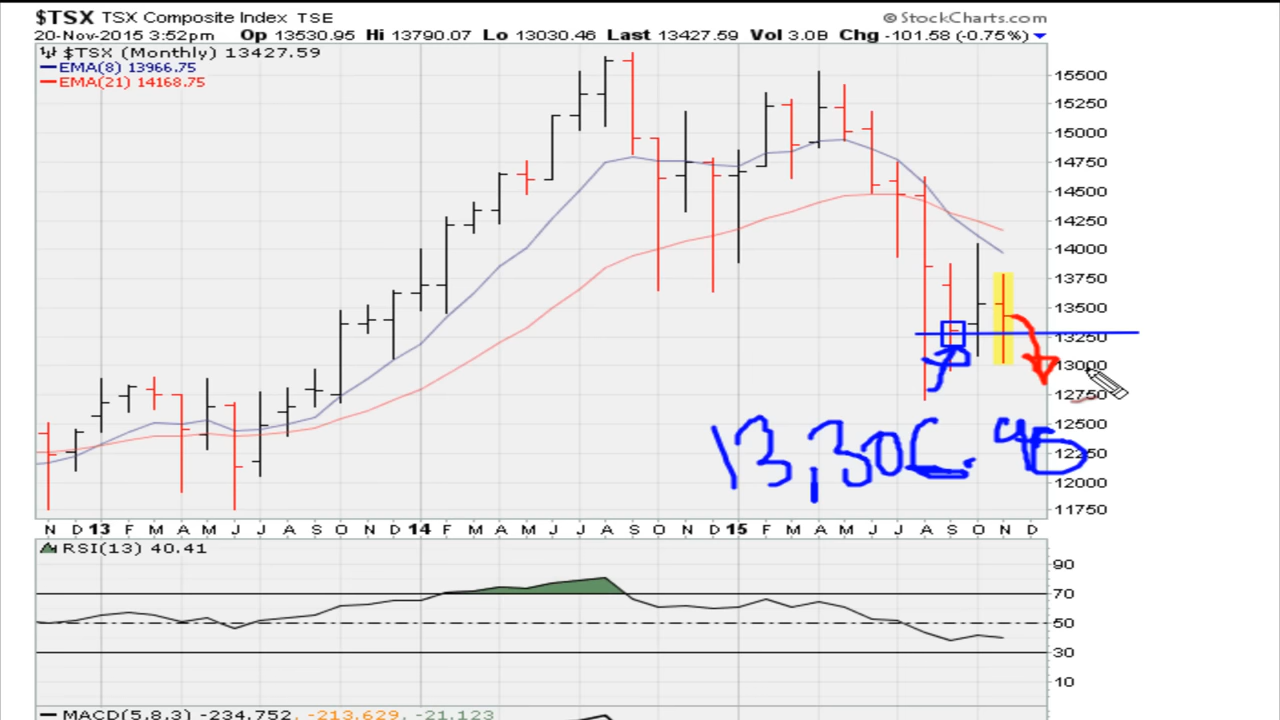 $TSX TSX Composite Index TSE © StockCharts.com
20-Nov-2015 3:52pm Op 13530.95 Hi 13790.07 Lo 13030.46 Last 13427.59 Vol 3.0B Chg -101.58 (-0.75%)
$TSX (Monthly) 13427.59
EMA(8) 13966.75
EMA(21) 14168.75
15500
15250
15000
14750
14500
14250
14000
13750
13500
13250
13000
12750
12500
12250
12000
11750
13,306.96
N D 13 F M A M J J A S O N D 14 F M A M J J A S O N D 15 F M A M J J A S O N D
RSI(13) 40.41
90
70
50
30
10
MACD(5,8,3) -234.752, -213.629, -21.123